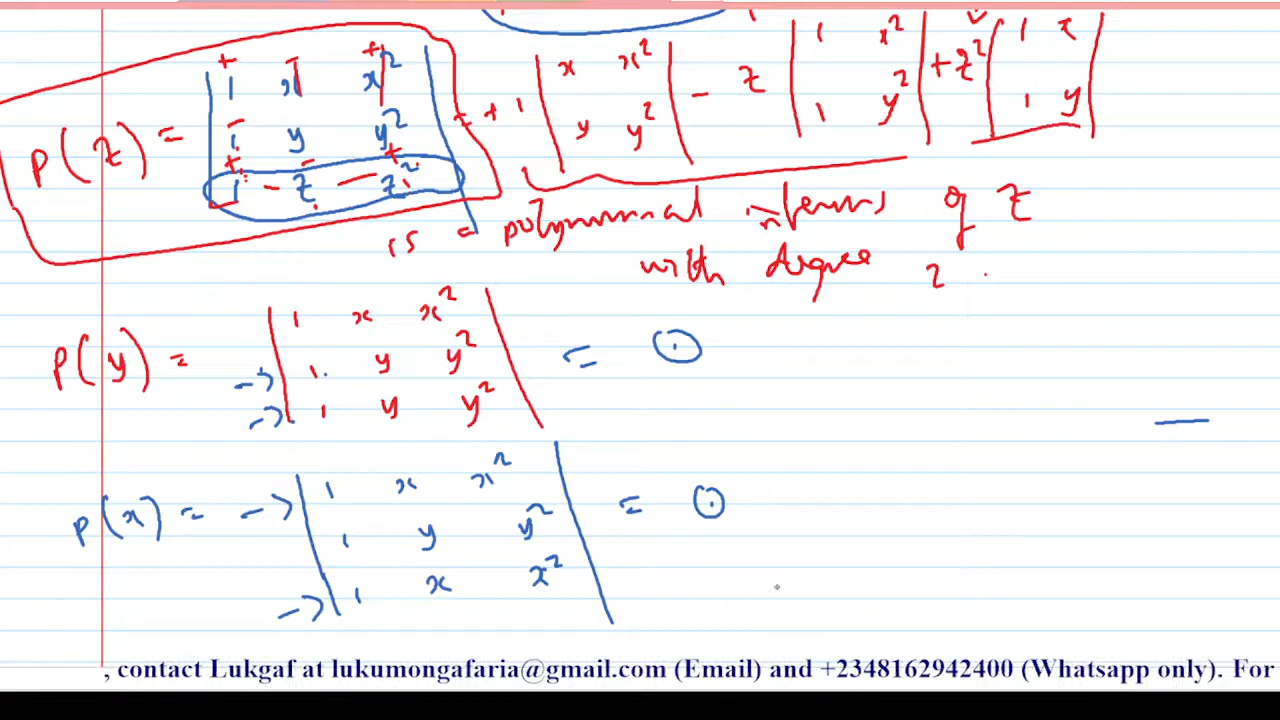 P(z) = | 1 x x² | = +1 | x x² | - z | 1 x² | + z² | 1 x |
| 1 y y² | | y y² | | 1 y² | | 1 y |
| 1 - z - z² |
is a polynomial in terms of z
with degree 2.
P(y) = | 1 x x² |
→ | 1 y y² | = 0
→ | 1 y y² |
P(x) = → | 1 x x² | = 0
| 1 y y² |
→ | 1 x x² |
, contact Lukgaf at lukumongafaria@gmail.com (Email) and +2348162942400 (Whatsapp only). For